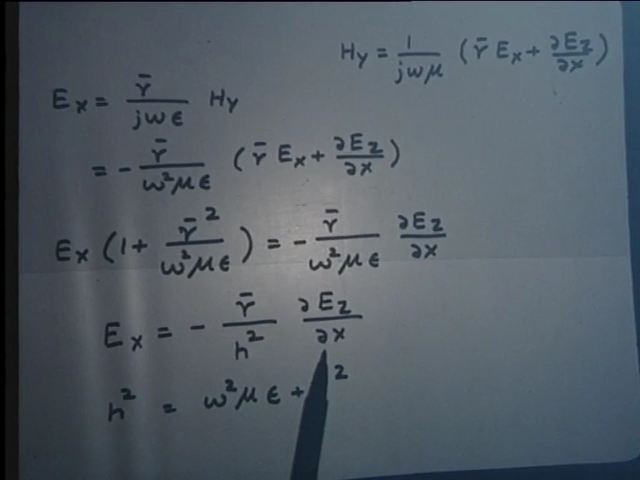 Hy = 1/jωμ (γ̄ Ex + ∂Ez/∂x)
Ex = γ̄/jωϵ Hy
= - γ̄/ω²μϵ (γ̄ Ex + ∂Ez/∂x)
Ex (1 + γ̄²/ω²μϵ) = - γ̄/ω²μϵ ∂Ez/∂x
Ex = - γ̄/h² ∂Ez/∂x
h² = ω²μϵ + 2